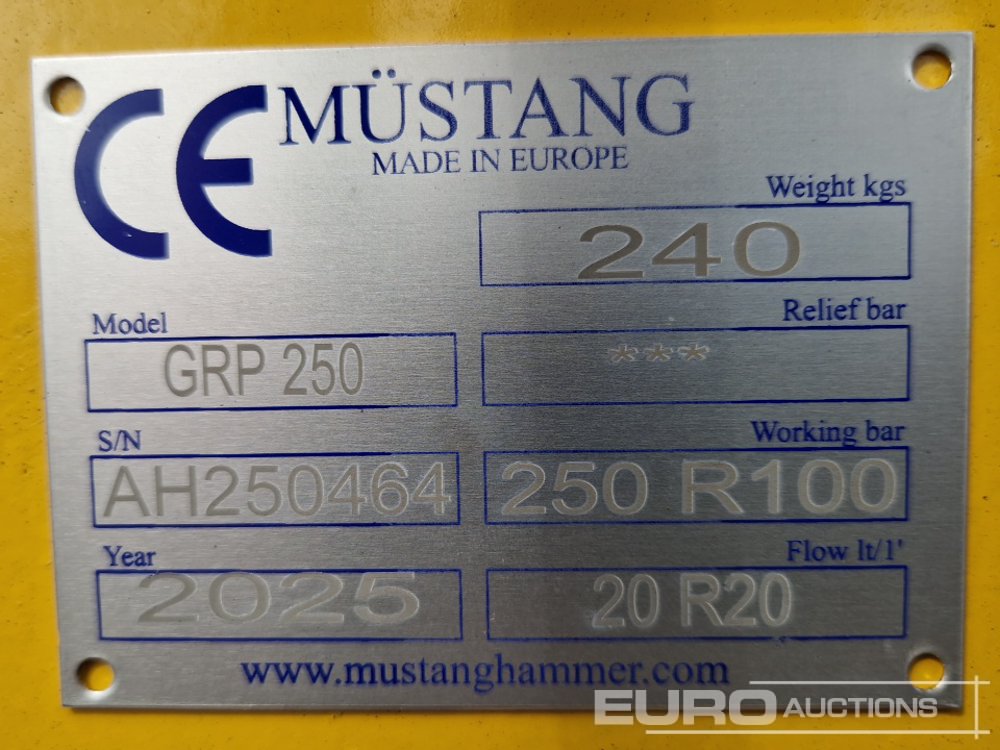 CE MÜSTANG
MADE IN EUROPE
Weight kgs
240
Model
GRP 250
Relief bar
***
S/N
AH250464
Working bar
250 R100
Year
2025
Flow lt/1'
20 R20
www.mustanghammer.com
EURO AUCTIONS